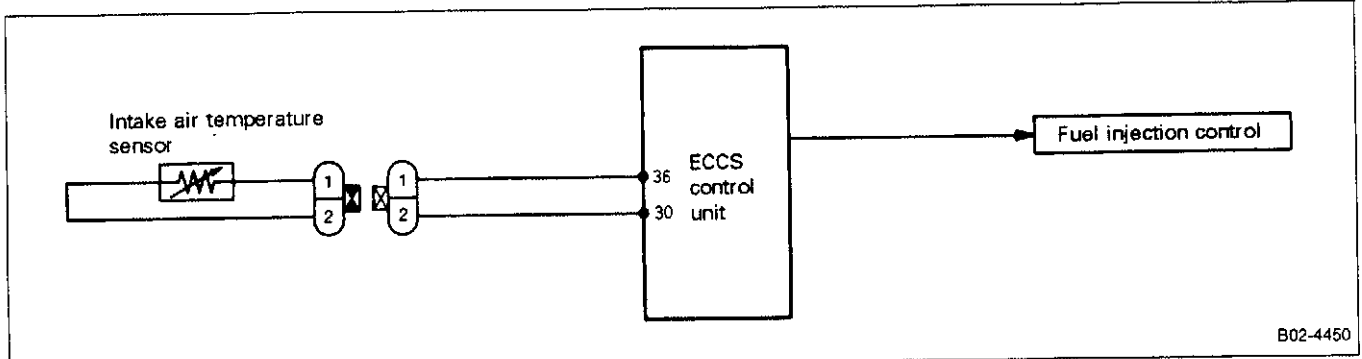 Intake air temperature
sensor
1
2
1
2
36
30
ECCS
control
unit
Fuel injection control
B02-4450